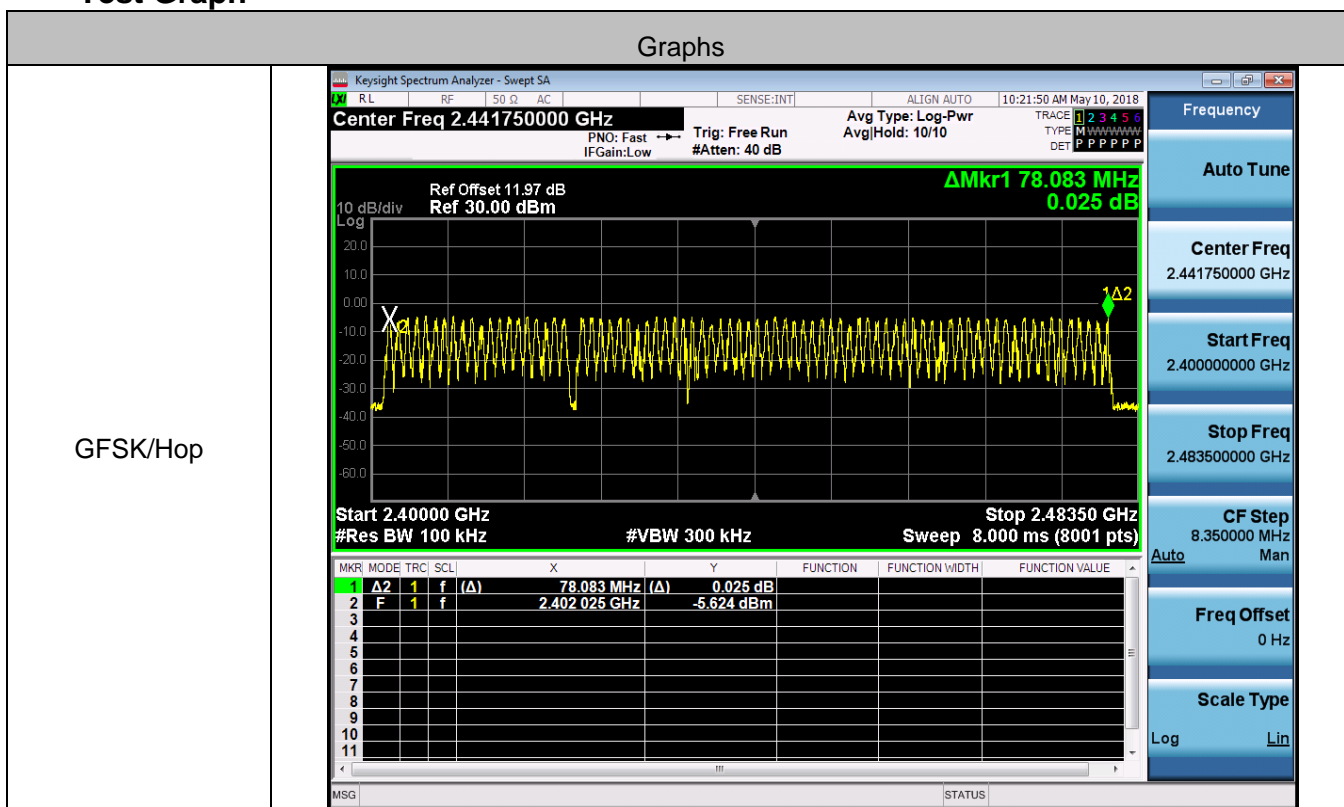 Test Graph
Graphs
GFSK/Hop
Keysight Spectrum Analyzer - Swept SA
LXI RL RF 50 Ω AC SENSE:INT ALIGN AUTO 10:21:50 AM May 10, 2018
Center Freq 2.441750000 GHz
PNO: Fast
IFGain:Low
Trig: Free Run
#Atten: 40 dB
Avg Type: Log-Pwr
Avg|Hold: 10/10
TRACE 1 2 3 4 5 6
TYPE M WWWWW
DET P P P P P P
ΔMkr1 78.083 MHz
0.025 dB
Ref Offset 11.97 dB
10 dB/div Ref 30.00 dBm
Log
20.0
10.0
0.00
-10.0
-20.0
-30.0
-40.0
-50.0
-60.0
1Δ2
Start 2.40000 GHz Stop 2.48350 GHz
#Res BW 100 kHz #VBW 300 kHz Sweep 8.000 ms (8001 pts)
MKR MODE TRC SCL X Y FUNCTION FUNCTION WIDTH FUNCTION VALUE
1 Δ2 1 f (Δ) 78.083 MHz (Δ) 0.025 dB
2 F 1 f 2.402 025 GHz -5.624 dBm
3
4
5
6
7
8
9
10
11
MSG STATUS
Frequency
Auto Tune
Center Freq
2.441750000 GHz
Start Freq
2.400000000 GHz
Stop Freq
2.483500000 GHz
CF Step
8.350000 MHz
Auto Man
Freq Offset
0 Hz
Scale Type
Log Lin